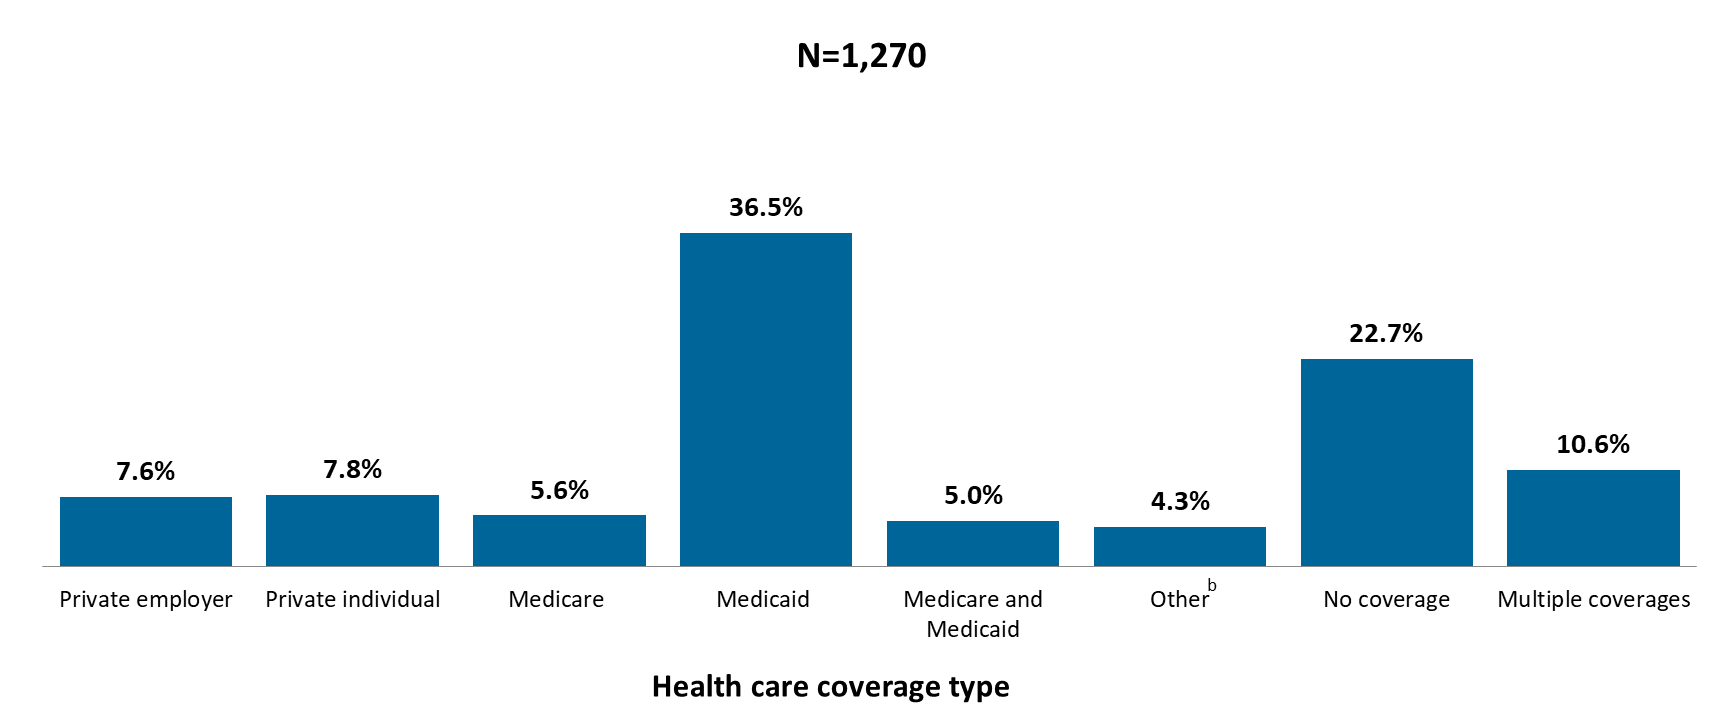 N=1,270
36.5%
22.7%
10.6%
7.6%
7.8%
5.6%
5.0%
4.3%
Private employer
Private individual
Medicare
Medicaid
Medicare and
Medicaid
Other b
No coverage
Multiple coverages
Health care coverage type